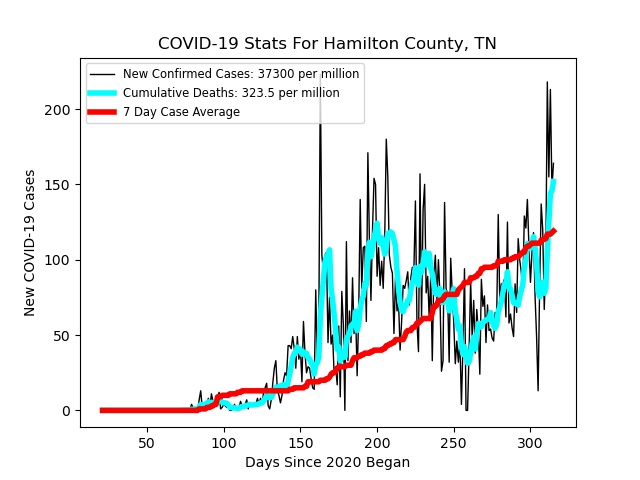 COVID-19 Stats For Hamilton County, TN
New Confirmed Cases: 37300 per million
Cumulative Deaths: 323.5 per million
7 Day Case Average
New COVID-19 Cases
200
150
100
50
0
50 100 150 200 250 300
Days Since 2020 Began